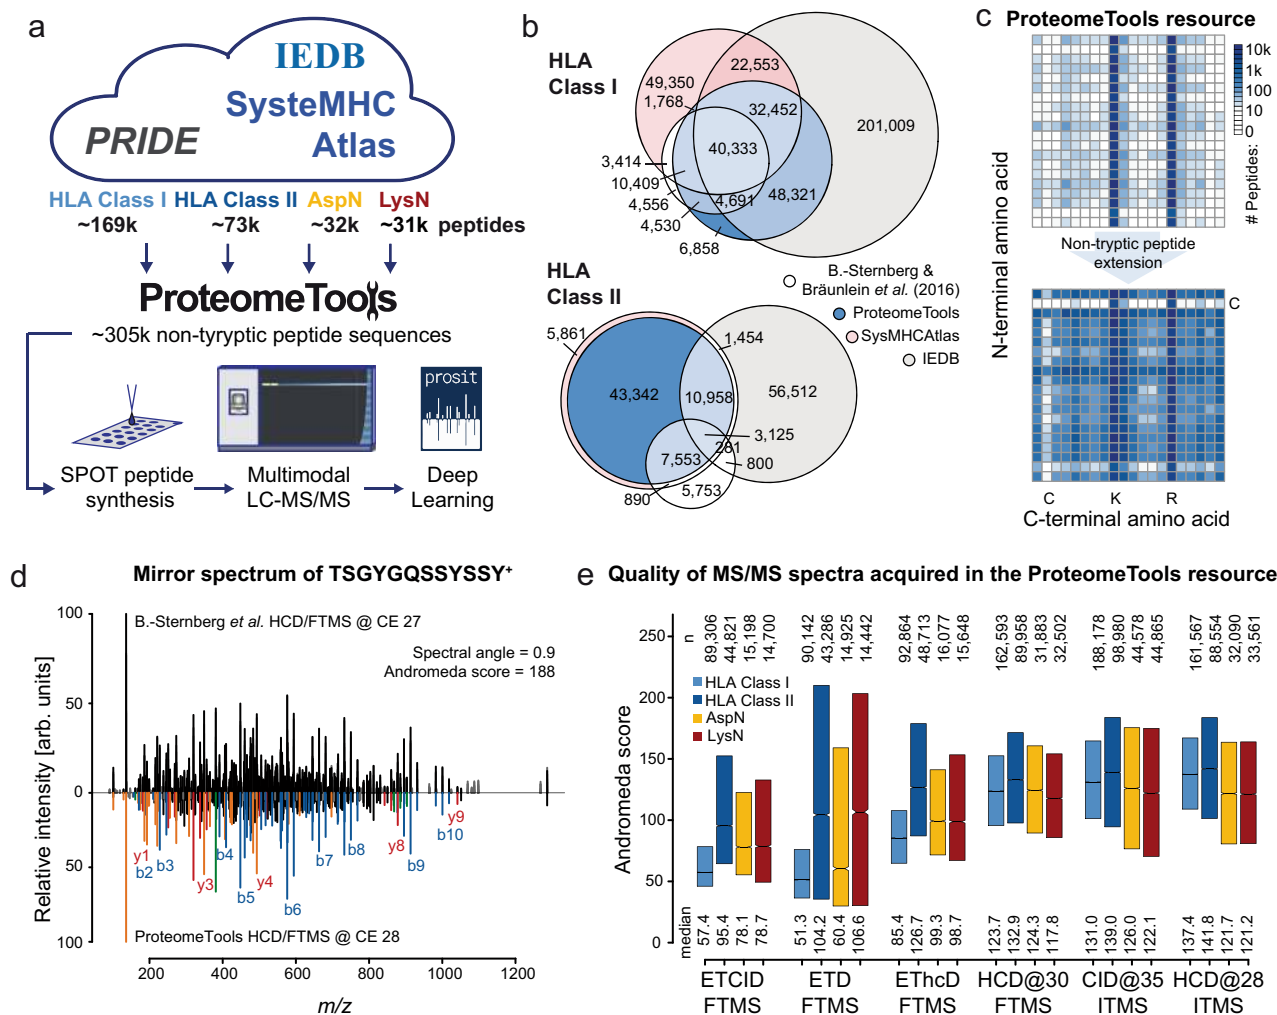 a
IEDB
SysteMHC
Atlas
PRIDE
HLA Class I HLA Class II AspN LysN
~169k ~73k ~32k ~31k peptides
ProteomeTools
~305k non-tyryptic peptide sequences
prosit
SPOT peptide
synthesis
Multimodal
LC-MS/MS
Deep
Learning
b
HLA
Class I
49,350
22,553
1,768
32,452
201,009
40,333
3,414
10,409
4,556
4,691
48,321
4,530
6,858
HLA
Class II
B.-Sternberg &
Bräunlein et al. (2016)
ProteomeTools
SysMHCAtlas
IEDB
5,861
1,454
43,342
10,958
56,512
3,125
281
7,553
800
890
5,753
c
ProteomeTools resource
10k
1k
100
10
0
# Peptides:
N-terminal amino acid
Non-tryptic peptide
extension
C
C K R
C-terminal amino acid
d
Mirror spectrum of TSGYGQSSYSSY+
B.-Sternberg et al. HCD/FTMS @ CE 27
Spectral angle = 0.9
Andromeda score = 188
Relative intensity [arb. units]
100
50
0
50
100
y1
b2
b3
y3
b4
b5
y4
b6
b7
b8
y8
b9
b10
y9
ProteomeTools HCD/FTMS @ CE 28
200 400 600 800 1000 1200
m/z
e
Quality of MS/MS spectra acquired in the ProteomeTools resource
Andromeda score
250
200
150
100
50
0
n
89,306
44,821
15,198
14,700
90,142
43,286
14,925
14,442
92,864
48,713
16,077
15,648
162,593
89,958
31,883
32,502
188,178
98,980
44,578
44,865
161,567
88,554
32,090
33,561
HLA Class I
HLA Class II
AspN
LysN
median
57.4
95.4
78.1
78.7
51.3
104.2
60.4
106.6
85.4
126.7
99.3
98.7
123.7
132.9
124.3
117.8
131.0
139.0
126.0
122.1
137.4
141.8
121.7
121.2
ETCID
FTMS
ETD
FTMS
EThcD
FTMS
HCD@30
FTMS
CID@35
ITMS
HCD@28
ITMS